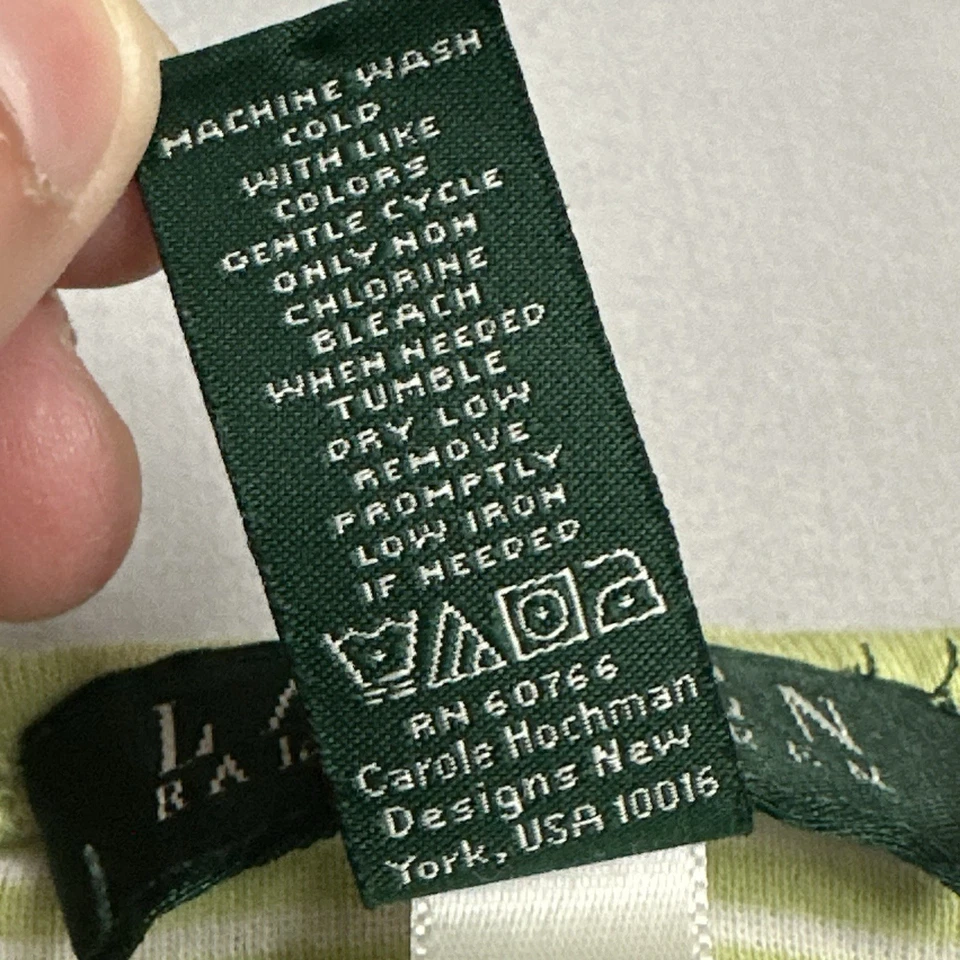 MACHINE WASH
COLD
WITH LIKE
COLORS
GENTLE CYCLE
ONLY NON
CHLORINE
BLEACH
WHEN NEEDED
TUMBLE
DRY LOW
REMOVE
PROMPTLY
LOW IRON
IF NEEDED
RN 60766
Carole Hochman
Designs New
York, USA 10016